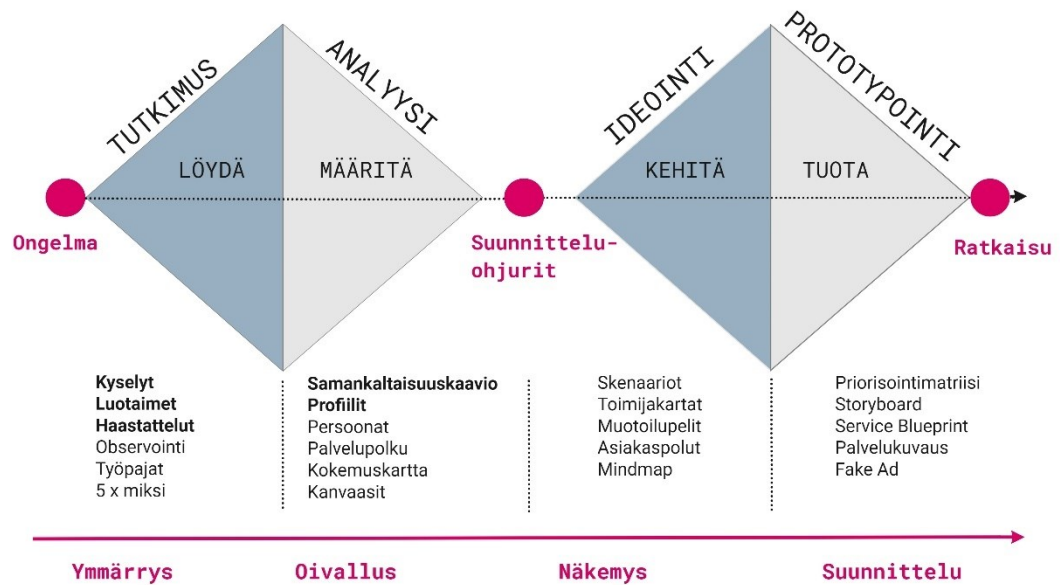 TUTKIMUS
ANALYYSI
IDEOINTI
PROTOTYPOINTI
LÖYDÄ
MÄÄRITÄ
KEHITÄ
TUOTA
Ongelma
Suunnittelu-
ohjurit
Ratkaisu
Kyselyt
Luotaimet
Haastattelut
Observointi
Työpajat
5 x miksi
Samankaltaisuuskaavio
Profiilit
Persoonat
Palvelupolku
Kokemuskartta
Kanvaasit
Skenaariot
Toimijakartat
Muotoilupelit
Asiakaspolut
Mindmap
Priorisointimatriisi
Storyboard
Service Blueprint
Palvelukuvaus
Fake Ad
Ymmärrys
Oivallus
Näkemys
Suunnittelu